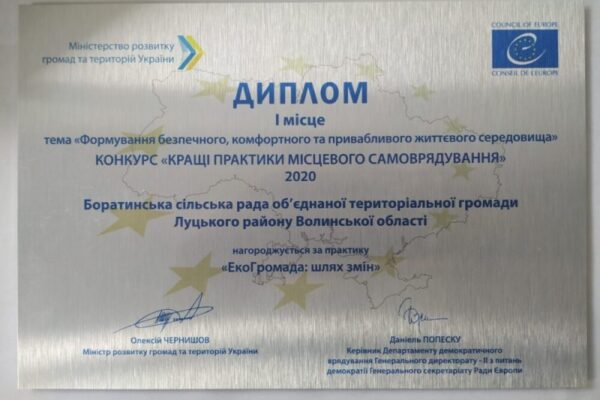 Міністерство розвитку
громад та територій України
COUNCIL OF EUROPE
CONSEIL DE L'EUROPE
ДИПЛОМ
І місце
тема «Формування безпечного, комфортного та привабливого життєвого середовища»
КОНКУРС «КРАЩІ ПРАКТИКИ МІСЦЕВОГО САМОВРЯДУВАННЯ»
2020
Боратинська сільська рада об'єднаної територіальної громади
Луцького району Волинської області
нагороджується за практику
«ЕкоГромада: шлях змін»
Олексій ЧЕРНИШОВ
Міністр розвитку громад та територій України
Даніель ПОПЕСКУ
Керівник Департаменту демократичного
врядування Генерального директорату - ІІ з питань
демократії Генерального секретаріату Ради Європи